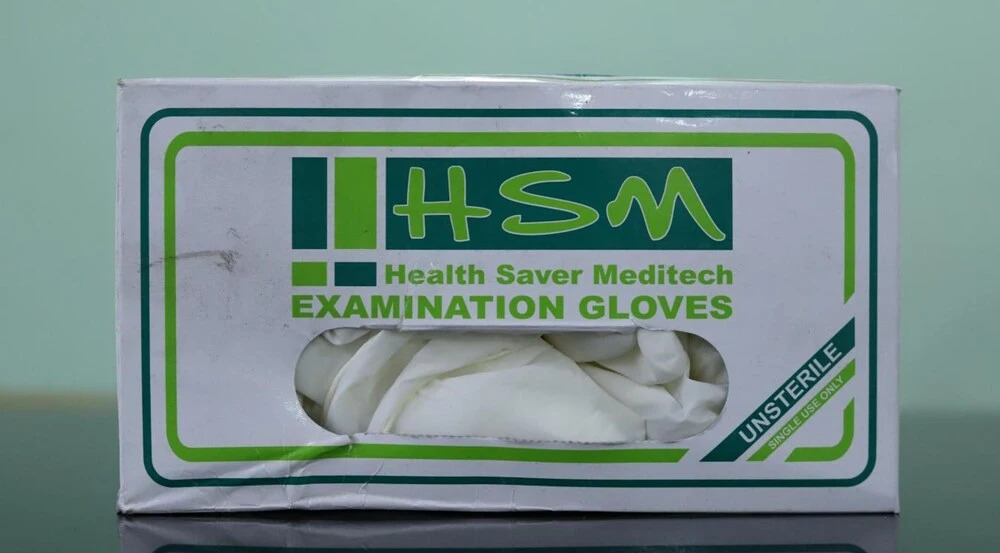 HSM
Health Saver Meditech
EXAMINATION GLOVES
UNSTERILE
SINGLE USE ONLY